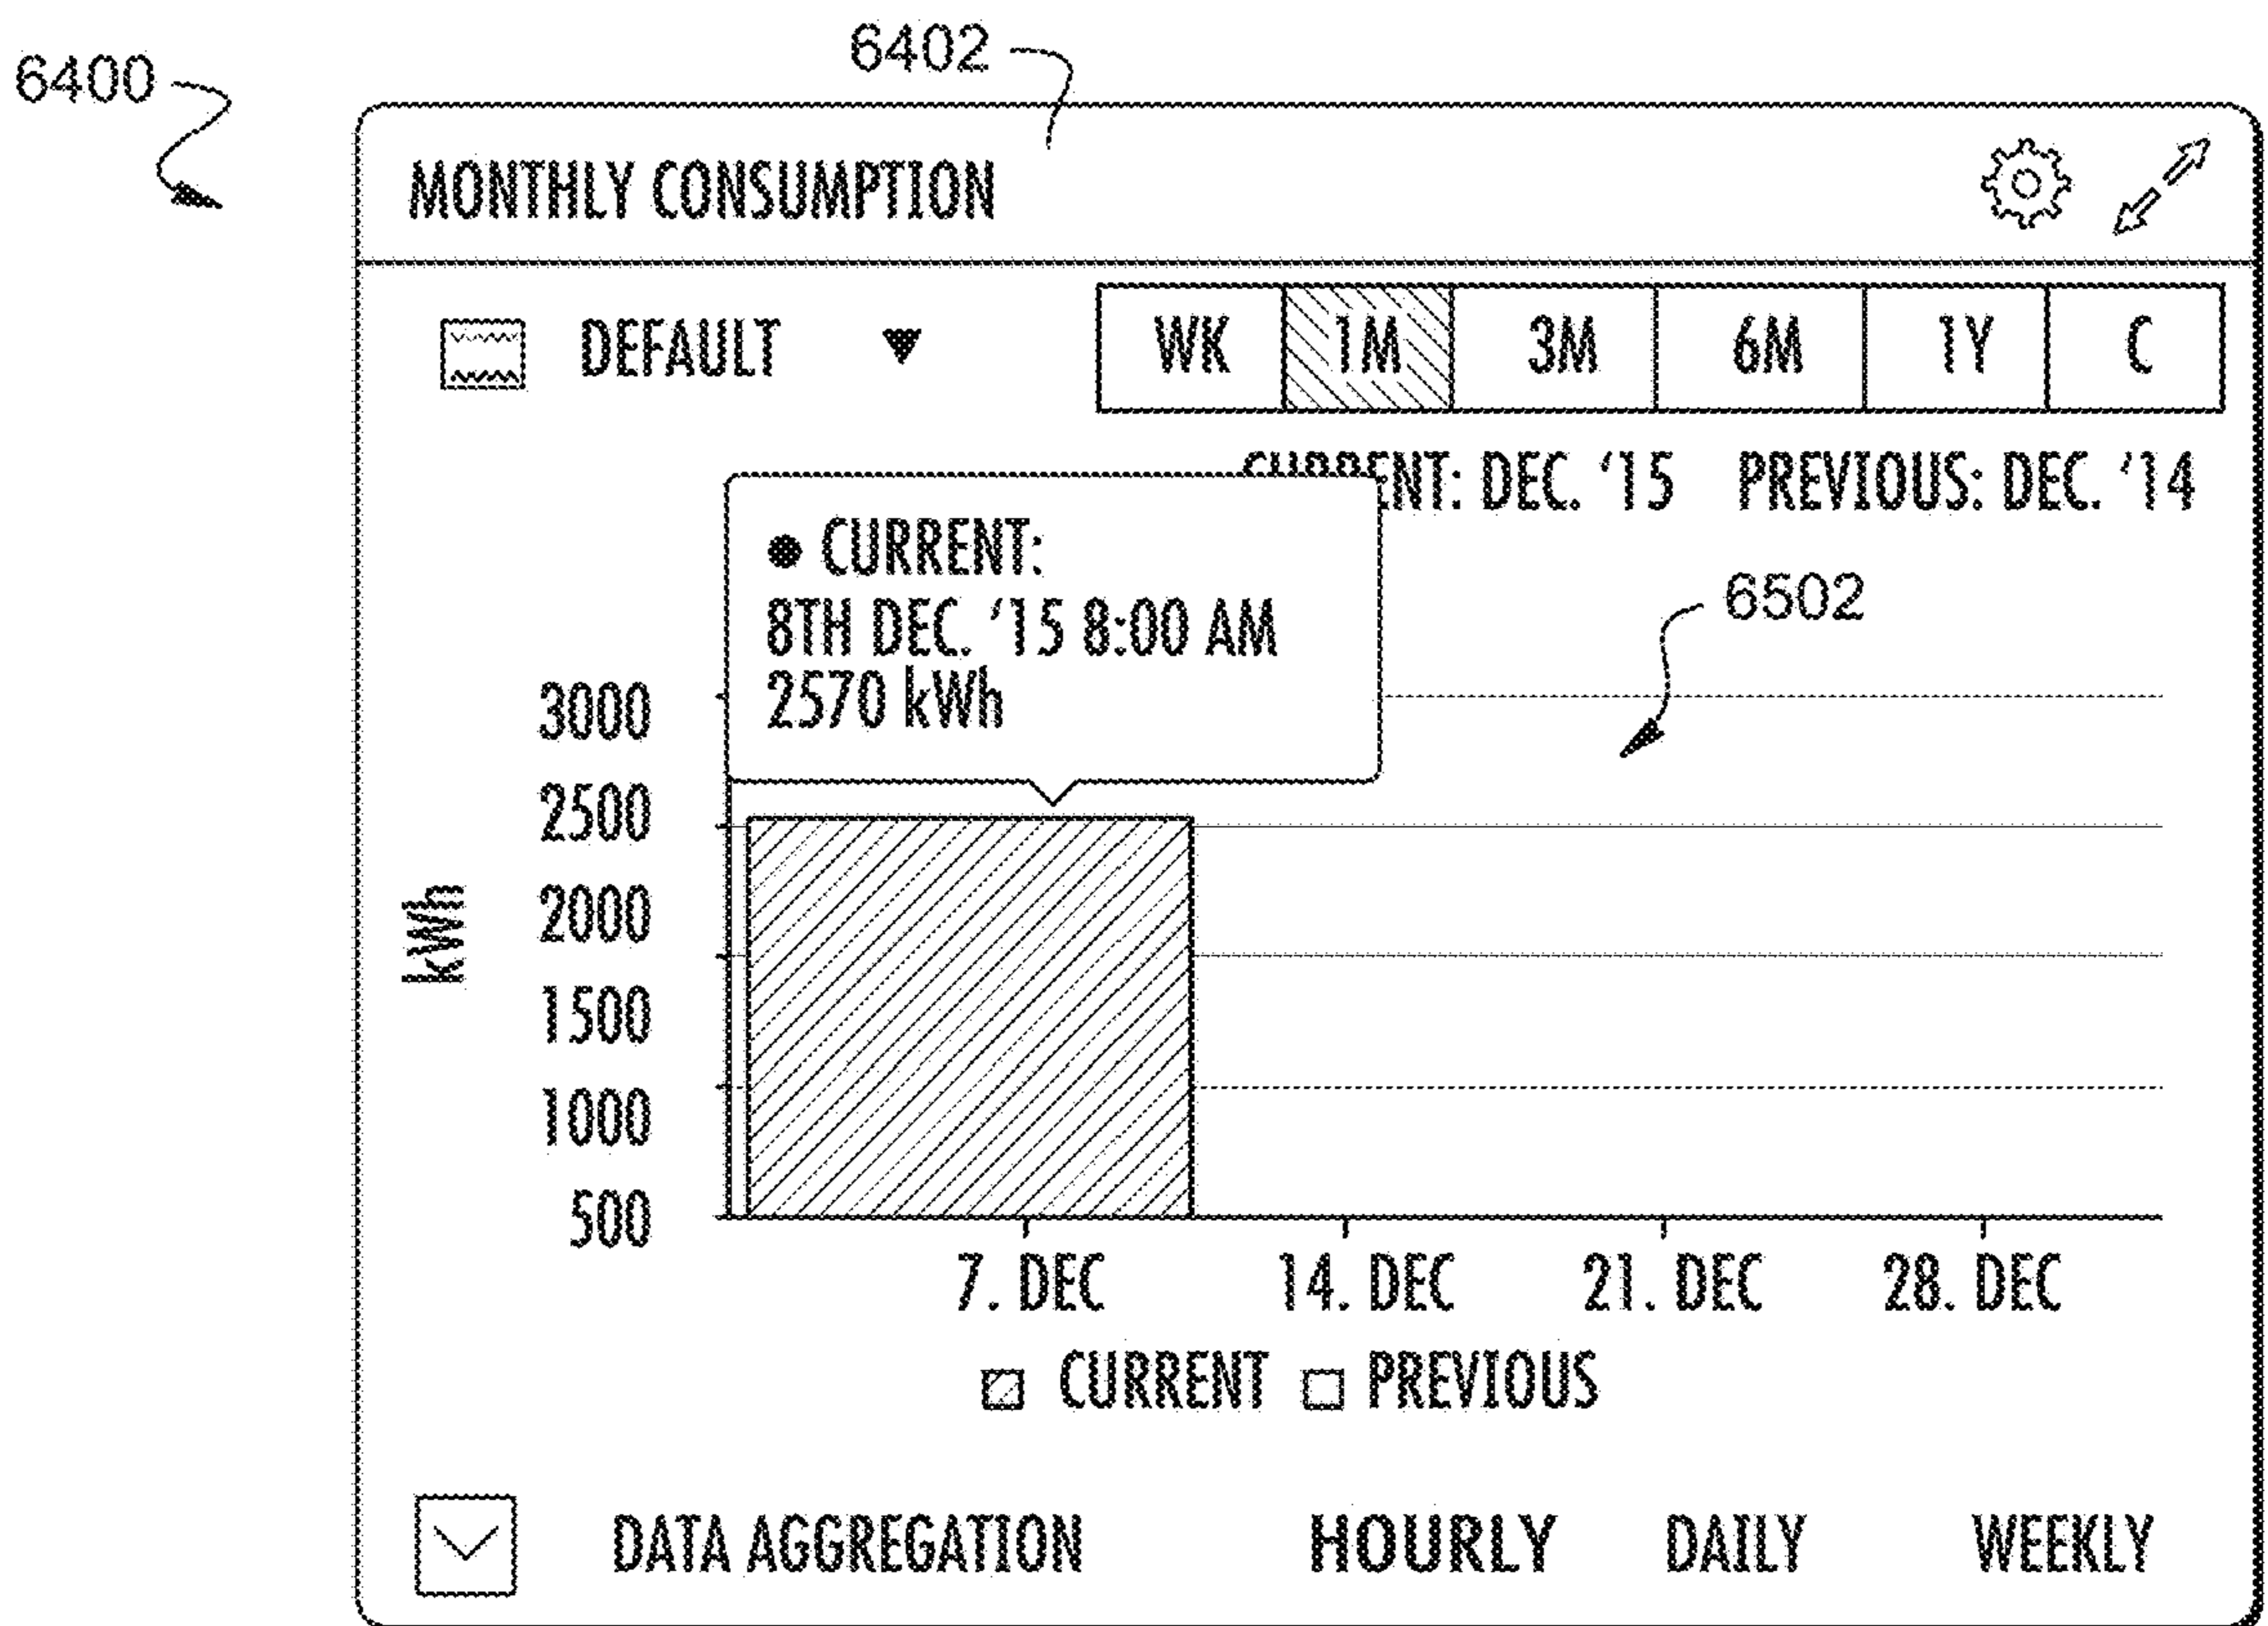 6400
6402
MONTHLY CONSUMPTION
DEFAULT
WK 1M 3M 6M 1Y C
CURRENT: DEC. '15 PREVIOUS: DEC. '14
• CURRENT:
8TH DEC. '15 8:00 AM
2570 kWh
6502
3000
2500
2000
1500
1000
500
kWh
7. DEC 14. DEC 21. DEC 28. DEC
CURRENT PREVIOUS
DATA AGGREGATION HOURLY DAILY WEEKLY